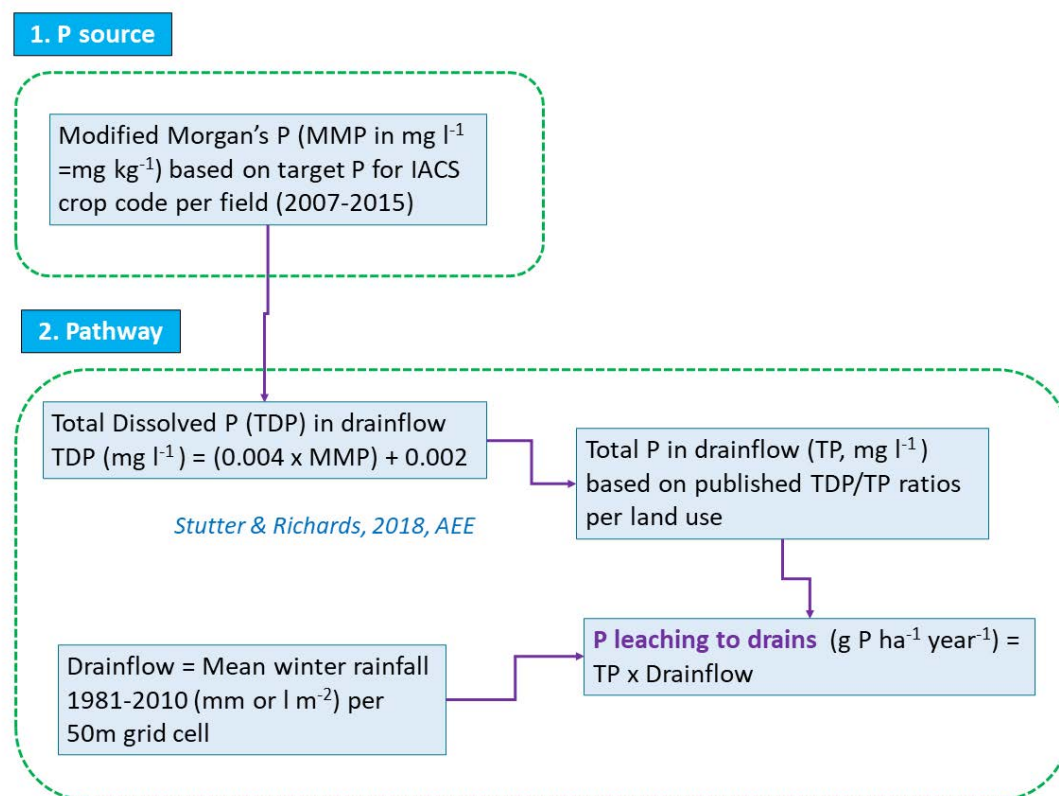 1. P source
Modified Morgan's P (MMP in mg l⁻¹
=mg kg⁻¹) based on target P for IACS
crop code per field (2007-2015)
2. Pathway
Total Dissolved P (TDP) in drainflow
TDP (mg l⁻¹) = (0.004 x MMP) + 0.002
Stutter & Richards, 2018, AEE
Total P in drainflow (TP, mg l⁻¹)
based on published TDP/TP ratios
per land use
Drainflow = Mean winter rainfall
1981-2010 (mm or l m⁻²) per
50m grid cell
P leaching to drains (g P ha⁻¹ year⁻¹) =
TP x Drainflow